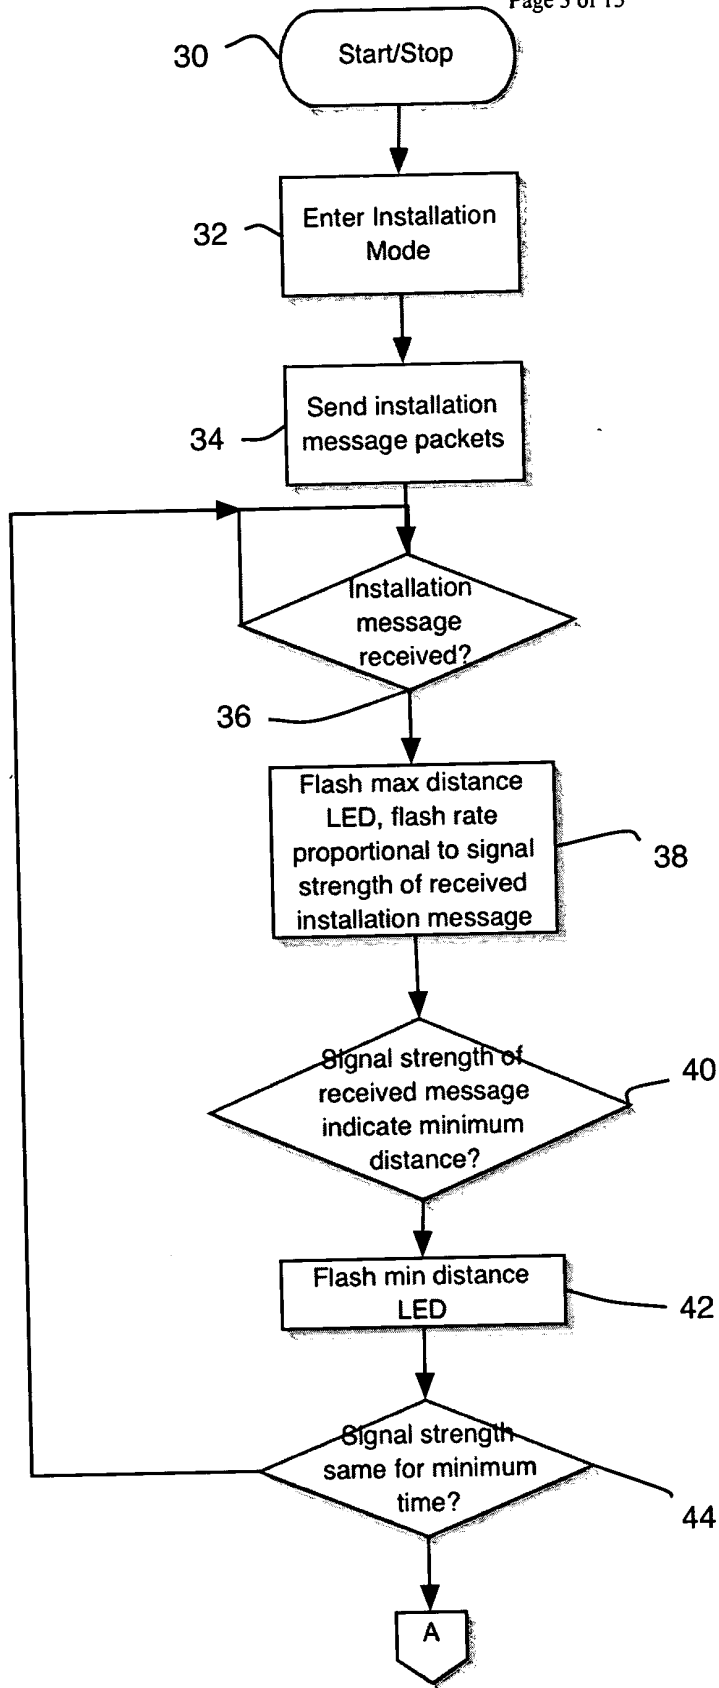 Page 3 of 13
30
Start/Stop
32
Enter Installation
Mode
34
Send installation
message packets
Installation
message
received?
36
Flash max distance
LED, flash rate
proportional to signal
strength of received
installation message
38
Signal strength of
received message
indicate minimum
distance?
40
Flash min distance
LED
42
Signal strength
same for minimum
time?
44
A